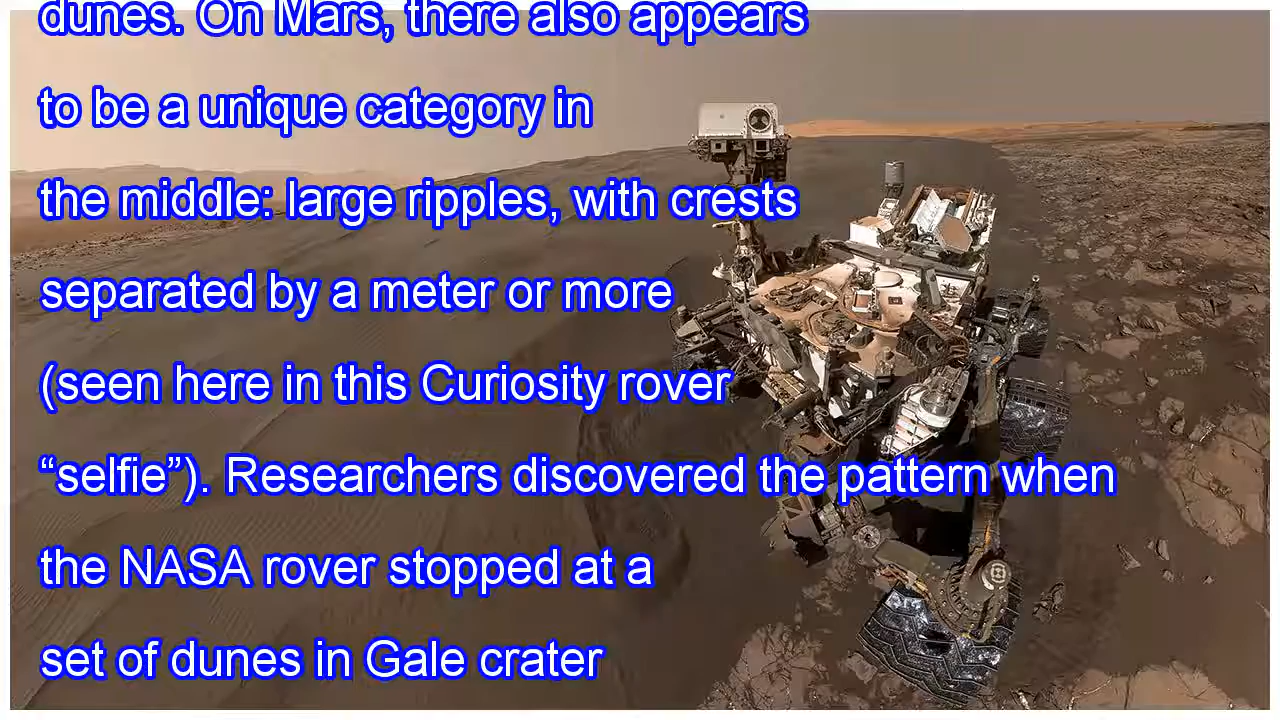 dunes. On Mars, there also appears
to be a unique category in
the middle: large ripples, with crests
separated by a meter or more
(seen here in this Curiosity rover
“selfie”). Researchers discovered the pattern when
the NASA rover stopped at a
set of dunes in Gale crater